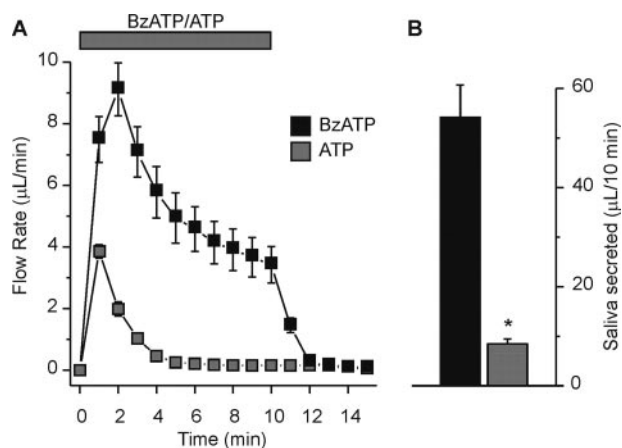 A
BzATP/ATP
B
10
8
6
4
2
0
Flow Rate (μL/min)
BzATP
ATP
0 2 4 6 8 10 12 14
Time (min)
*
60
40
20
0
Saliva secreted (μL/10 min)